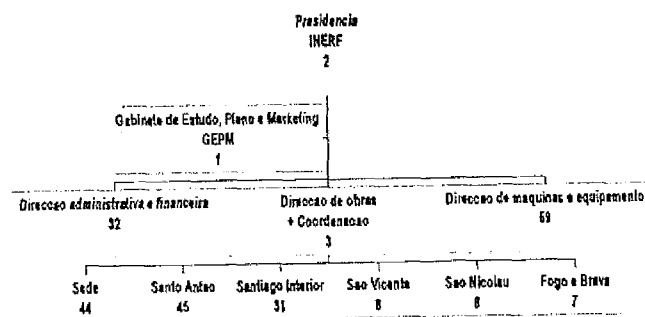 Presidencia
INERF
2
Gabinete de Estudo, Plano e Marketing
GEPM
1
Direccao administrativa e financeira
32
Direccao de obras
+ Coordenacao
3
Direccao de maquinas e equipamento
69
Sede
44
Santo Antao
45
Santiago Interior
31
Sao Vicente
8
Sao Nicolau
8
Fogo e Brava
7